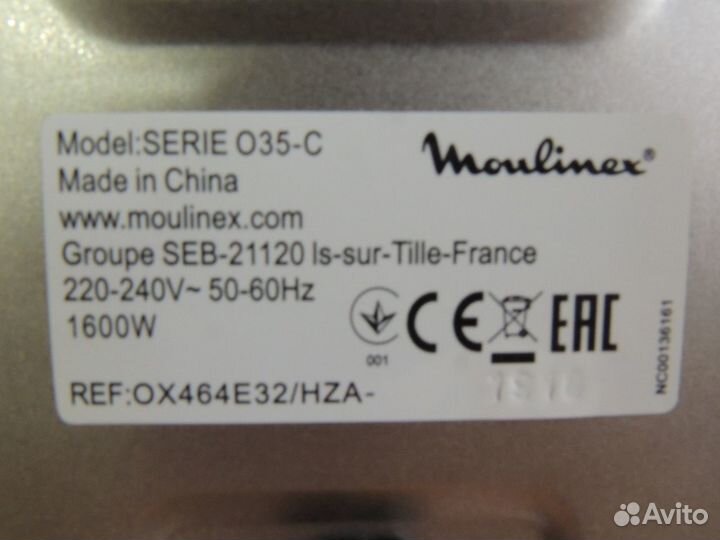 Model:SERIE O35-C
Moulinex®
Made in China
www.moulinex.com
Groupe SEB-21120 Is-sur-Tille-France
220-240V~ 50-60Hz
1600W
001
CE
EAC
REF:OX464E32/HZA-
NC00136161
Avito